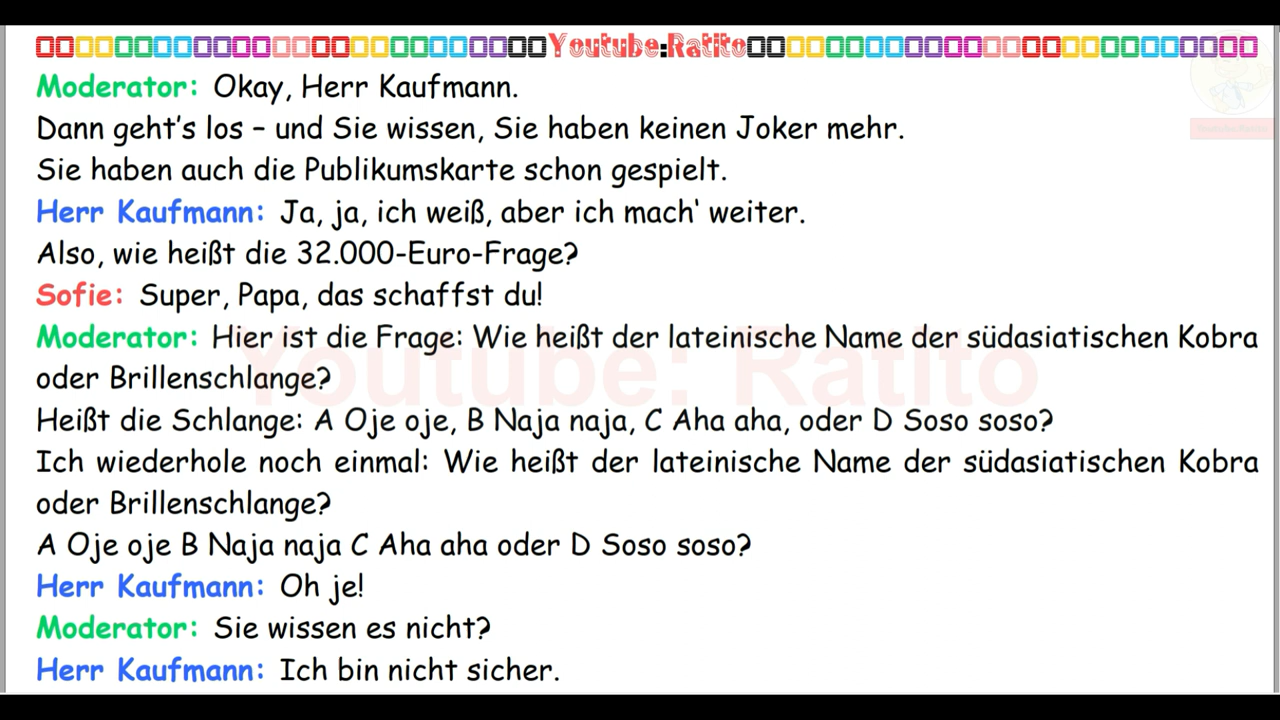 Youtube:Ratito
Moderator: Okay, Herr Kaufmann.
Dann geht's los – und Sie wissen, Sie haben keinen Joker mehr.
Sie haben auch die Publikumskarte schon gespielt.
Herr Kaufmann: Ja, ja, ich weiß, aber ich mach' weiter.
Also, wie heißt die 32.000-Euro-Frage?
Sofie: Super, Papa, das schaffst du!
Moderator: Hier ist die Frage: Wie heißt der lateinische Name der südasiatischen Kobra
oder Brillenschlange?
Youtube: Ratito
Heißt die Schlange: A Oje oje, B Naja naja, C Aha aha, oder D Soso soso?
Ich wiederhole noch einmal: Wie heißt der lateinische Name der südasiatischen Kobra
oder Brillenschlange?
A Oje oje B Naja naja C Aha aha oder D Soso soso?
Herr Kaufmann: Oh je!
Moderator: Sie wissen es nicht?
Herr Kaufmann: Ich bin nicht sicher.
Youtube:Ratito